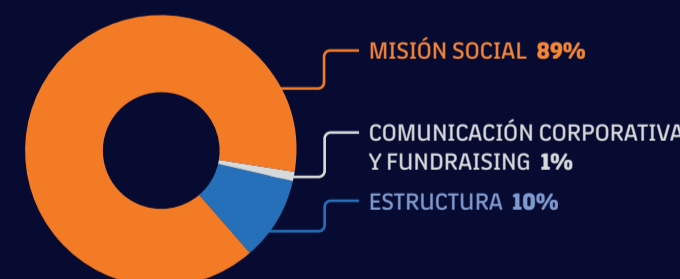 MISIÓN SOCIAL 89%
COMUNICACIÓN CORPORATIVA
Y FUNDRAISING 1%
ESTRUCTURA 10%